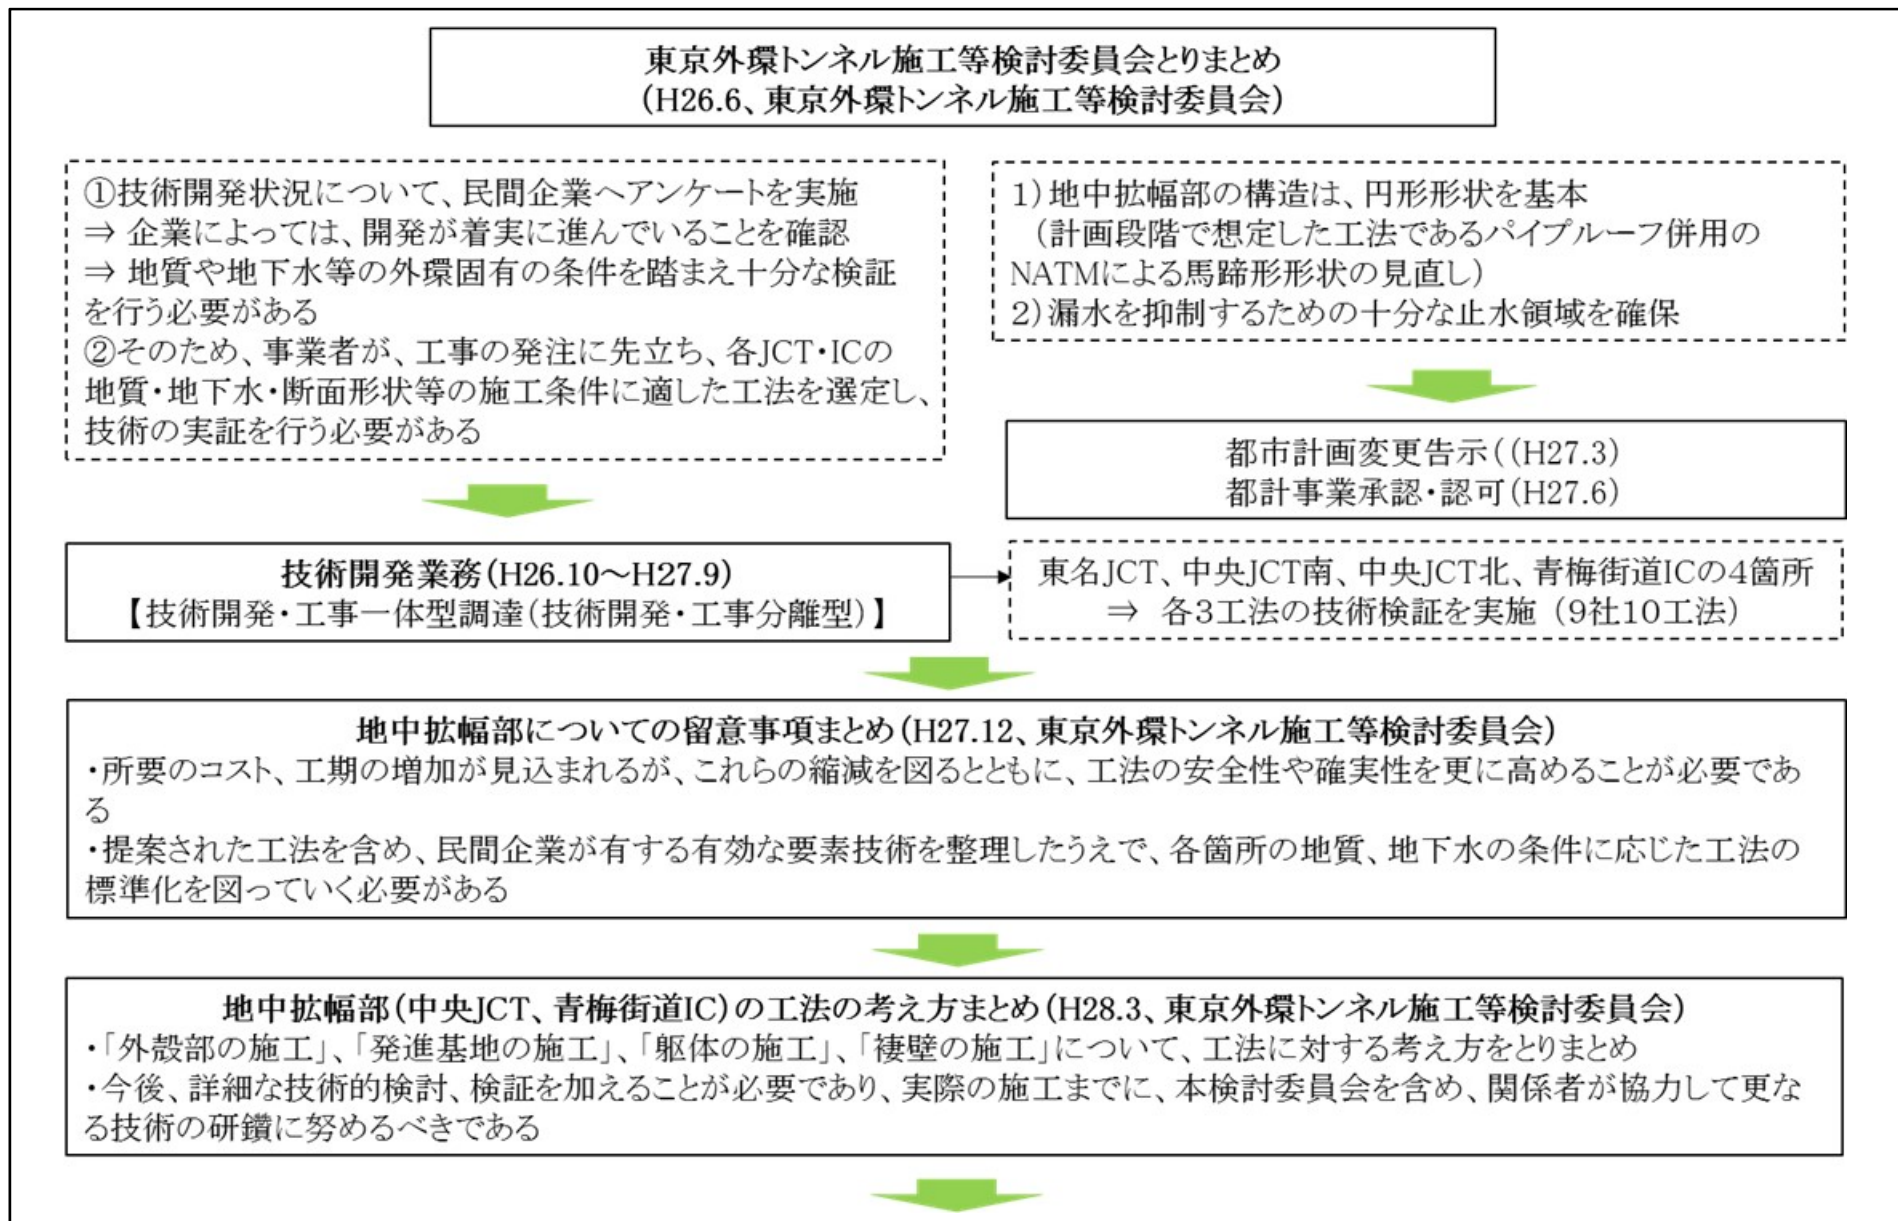 東京外環トンネル施工等検討委員会とりまとめ
(H26.6、東京外環トンネル施工等検討委員会)
①技術開発状況について、民間企業へアンケートを実施
⇒ 企業によっては、開発が着実に進んでいることを確認
⇒ 地質や地下水等の外環固有の条件を踏まえ十分な検証
を行う必要がある
②そのため、事業者が、工事の発注に先立ち、各JCT・ICの
地質・地下水・断面形状等の施工条件に適した工法を選定し、
技術の実証を行う必要がある
1)地中拡幅部の構造は、円形形状を基本
(計画段階で想定した工法であるパイプルーフ併用の
NATMによる馬蹄形形状の見直し)
2)漏水を抑制するための十分な止水領域を確保
都市計画変更告示((H27.3)
都計事業承認・認可(H27.6)
技術開発業務(H26.10～H27.9)
【技術開発・工事一体型調達(技術開発・工事分離型)】
東名JCT、中央JCT南、中央JCT北、青梅街道ICの4箇所
⇒ 各3工法の技術検証を実施 (9社10工法)
地中拡幅部についての留意事項まとめ(H27.12、東京外環トンネル施工等検討委員会)
・所要のコスト、工期の増加が見込まれるが、これらの縮減を図るとともに、工法の安全性や確実性を更に高めることが必要であ
る
・提案された工法を含め、民間企業が有する有効な要素技術を整理したうえで、各箇所の地質、地下水の条件に応じた工法の
標準化を図っていく必要がある
地中拡幅部(中央JCT、青梅街道IC)の工法の考え方まとめ(H28.3、東京外環トンネル施工等検討委員会)
・「外殻部の施工」、「発進基地の施工」、「躯体の施工」、「褄壁の施工」について、工法に対する考え方をとりまとめ
・今後、詳細な技術的検討、検証を加えることが必要であり、実際の施工までに、本検討委員会を含め、関係者が協力して更な
る技術の研鑽に努めるべきである